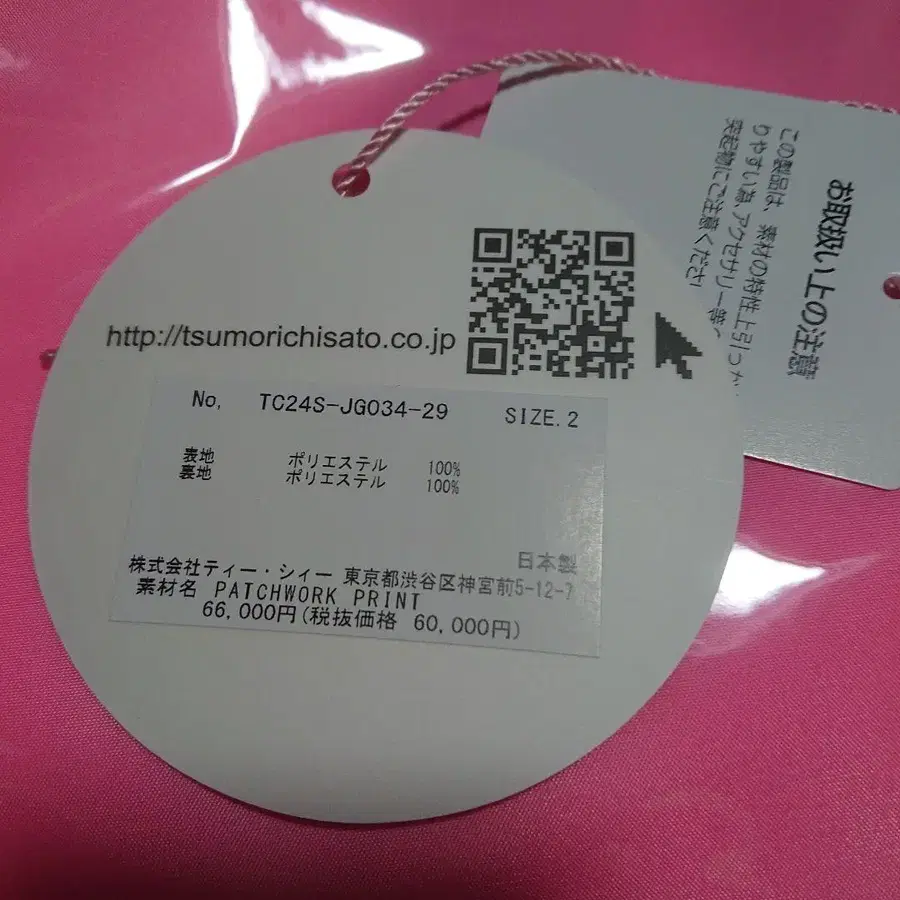 http://tsumorichisato.co.jp
No, TC24S-JG034-29 SIZE.2
表地 ポリエステル 100%
裏地 ポリエステル 100%
日本製
株式会社ティー・シィー 東京都渋谷区神宮前5-12-7
素材名 PATCHWORK PRINT
66,000円(税抜価格 60,000円)
お取扱い上の注意
この製品は、素材の特性上引っか
りやすい為、アクセサリー等
突起物にご注意くださ